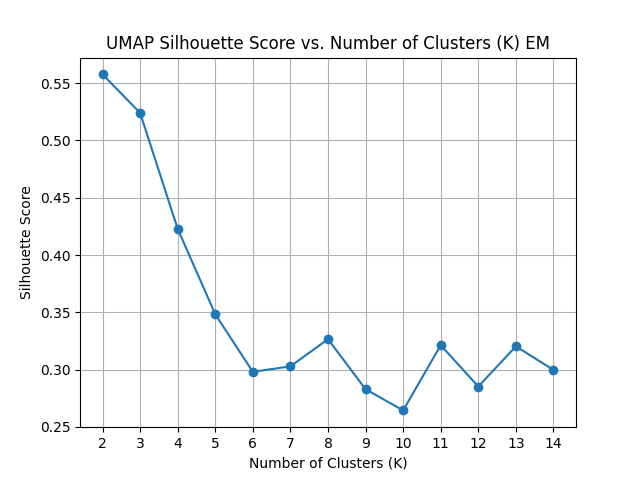 UMAP Silhouette Score vs. Number of Clusters (K) EM
Silhouette Score
0.55
0.50
0.45
0.40
0.35
0.30
0.25
2 3 4 5 6 7 8 9 10 11 12 13 14
Number of Clusters (K)